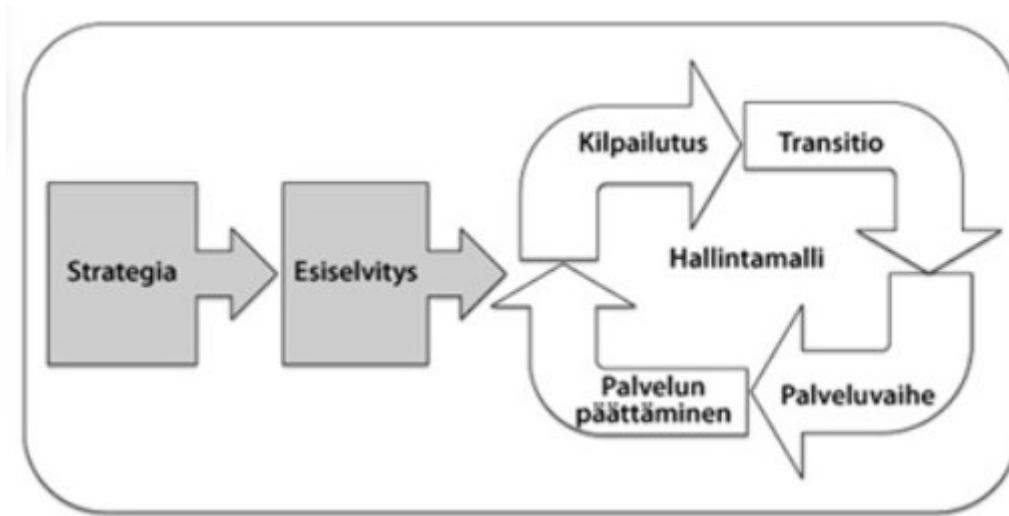 Strategia
Esiselvitys
Kilpailutus
Transitio
Hallintamalli
Palveluvaihe
Palvelun
päättäminen